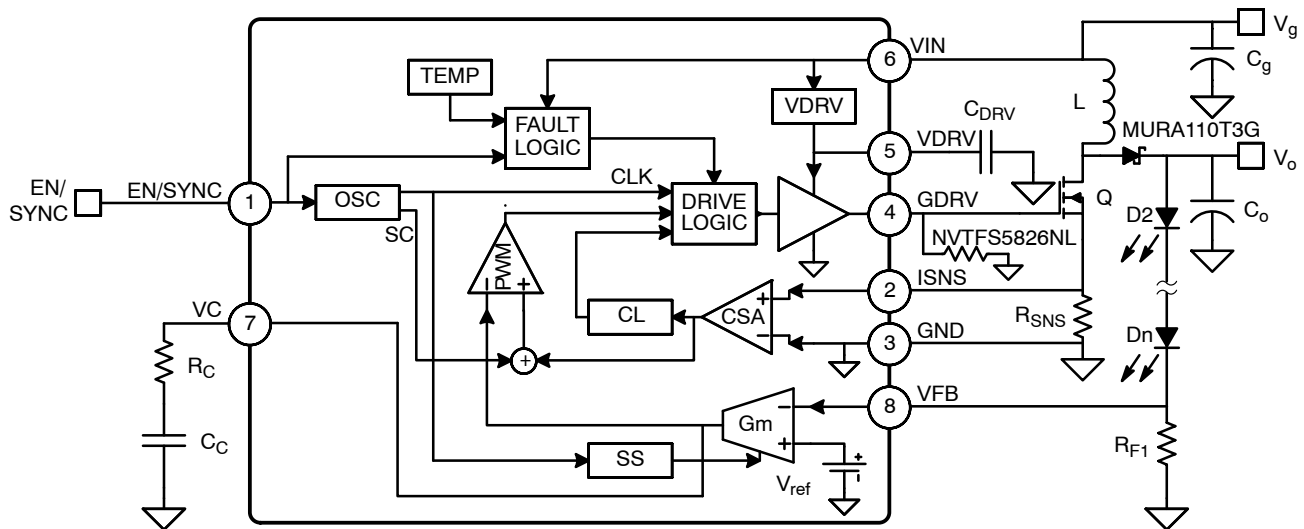 6
VIN
Vg
Cg
TEMP
VDRV
CDRV
L
FAULT
LOGIC
5
VDRV
MURA110T3G
Vo
EN/
SYNC
EN/SYNC
1
OSC
CLK
DRIVE
LOGIC
4
GDRV
Q
D2
Co
SC
NVTFS5826NL
PWM
− +
2
ISNS
VC
7
CL
CSA
+
−
RSNS
3
GND
Dn
RC
+
8
VFB
Gm
−
+
CC
SS
Vref
+
−
RF1